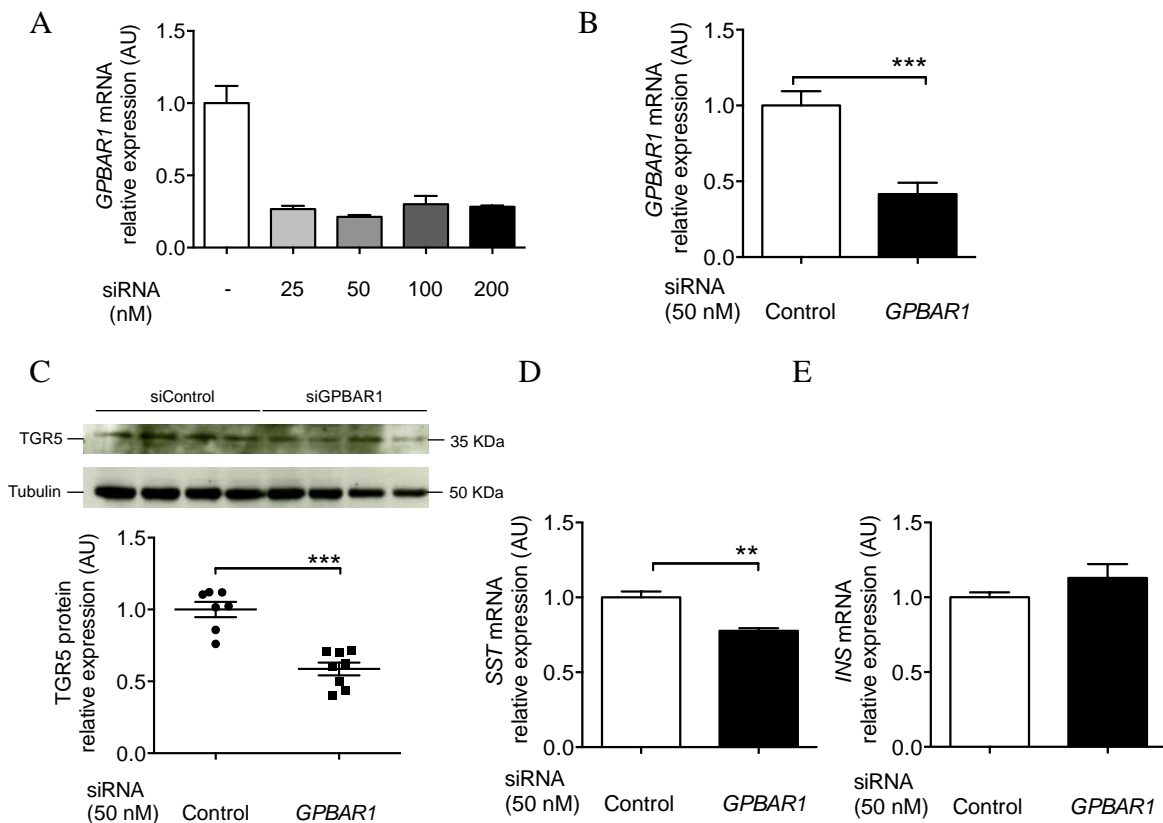 A
GPBAR1 mRNA
relative expression (AU)
1.5
1.0
0.5
0.0
siRNA
(nM)
- 25 50 100 200
B
GPBAR1 mRNA
relative expression (AU)
1.5
1.0
0.5
0.0
***
siRNA
(50 nM) Control GPBAR1
C
siControl siGPBAR1
TGR5 35 KDa
Tubulin 50 KDa
TGR5 protein
relative expression (AU)
1.5
1.0
0.5
0.0
***
siRNA
(50 nM) Control GPBAR1
D
SST mRNA
relative expression (AU)
1.5
1.0
0.5
0.0
**
siRNA
(50 nM) Control GPBAR1
E
INS mRNA
relative expression (AU)
1.5
1.0
0.5
0.0
siRNA
(50 nM) Control GPBAR1